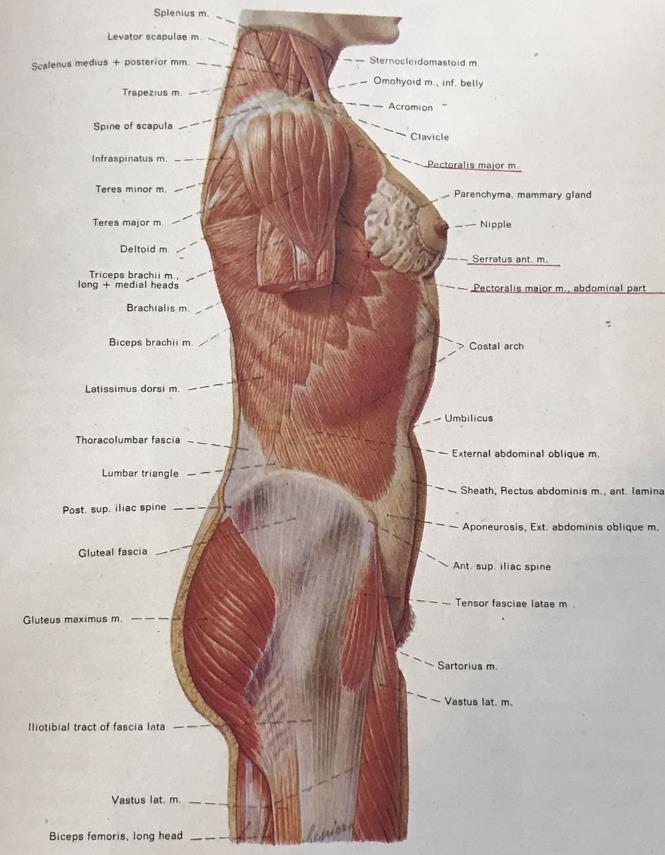 Splenius m.
Levator scapulae m.
Scalenus medius + posterior mm.
Trapezius m.
Spine of scapula
Infraspinatus m.
Teres minor m.
Teres major m.
Deltoid m.
Triceps brachii m.,
long + medial heads
Brachialis m.
Biceps brachii m.
Latissimus dorsi m.
Thoracolumbar fascia
Lumbar triangle
Post. sup. iliac spine
Gluteal fascia
Gluteus maximus m.
Iliotibial tract of fascia lata
Vastus lat. m.
Biceps femoris, long head
Sternocleidomastoid m.
Omohyoid m., inf. belly
Acromion
Clavicle
Pectoralis major m.
Parenchyma, mammary gland
Nipple
Serratus ant. m.
Pectoralis major m., abdominal part
Costal arch
Umbilicus
External abdominal oblique m.
Sheath, Rectus abdominis m., ant. lamina
Aponeurosis, Ext. abdominis oblique m.
Ant. sup. iliac spine
Tensor fasciae latae m.
Sartorius m.
Vastus lat. m.